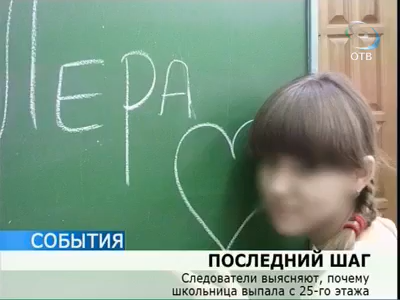 ОТВ
ЛЕРА
СОБЫТИЯ
ПОСЛЕДНИЙ ШАГ
Следователи выясняют, почему
школьница выпала с 25-го этажа